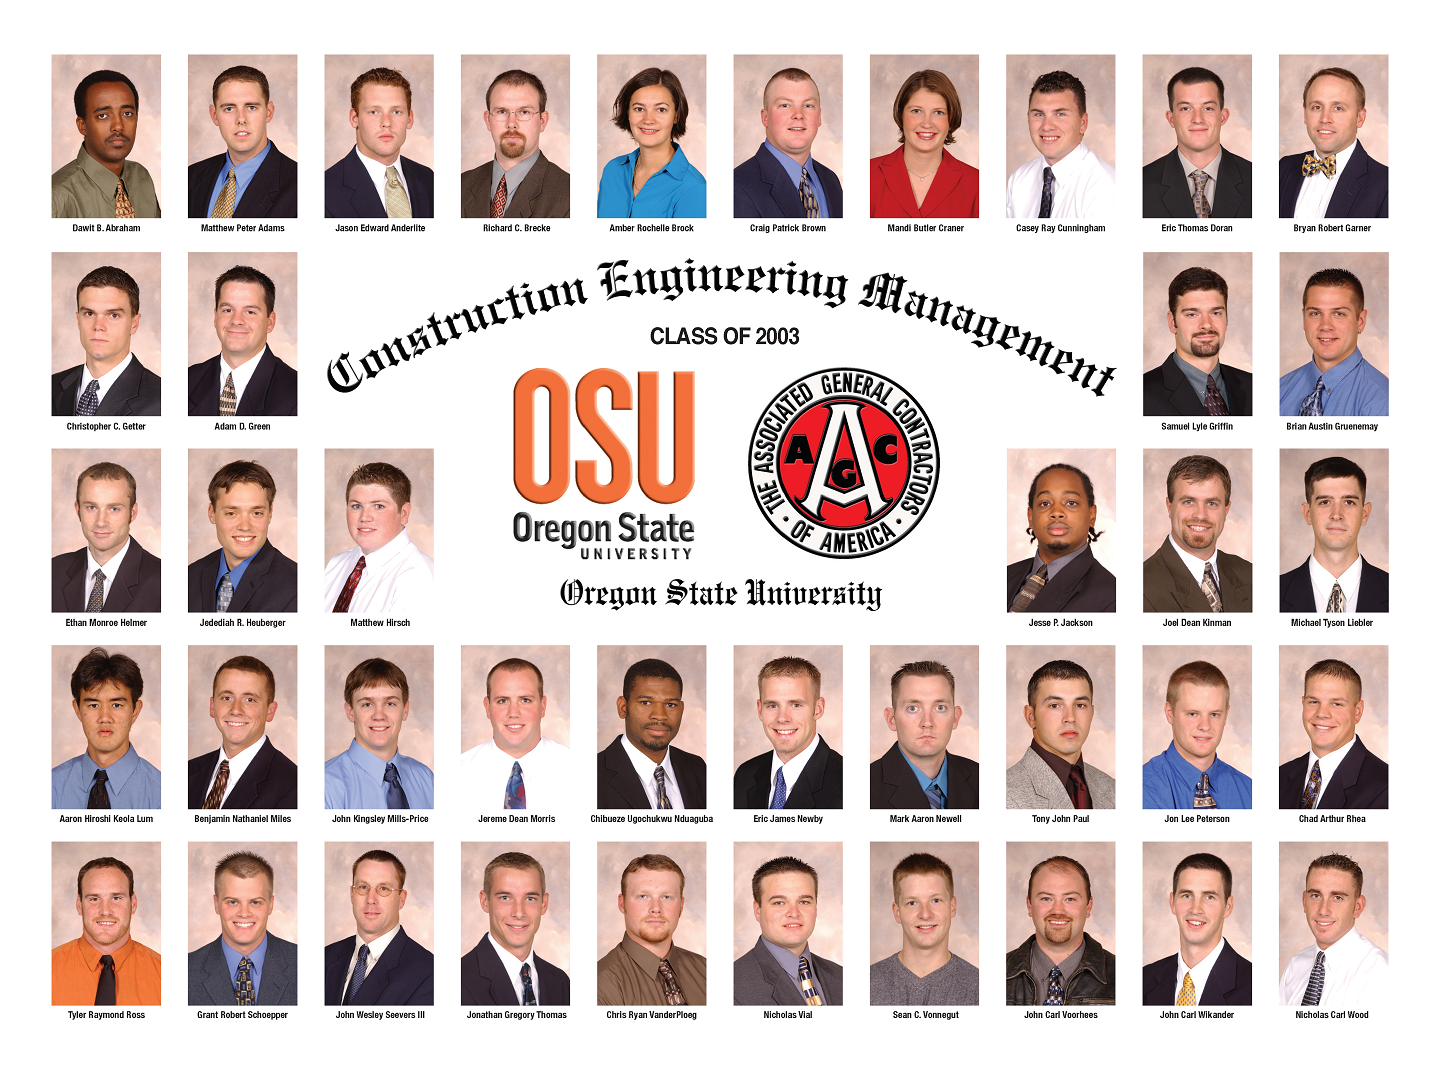 Dawit B. Abraham
Matthew Peter Adams
Jason Edward Anderlite
Richard C. Brecke
Amber Rochelle Brock
Craig Patrick Brown
Mandi Butler Craner
Casey Ray Cunningham
Eric Thomas Doran
Bryan Robert Garner
Construction Engineering Management
CLASS OF 2003
Christopher C. Getter
Adam D. Green
Samuel Lyle Griffin
Brian Austin Gruenemay
OSU
Oregon State
UNIVERSITY
THE ASSOCIATED GENERAL CONTRACTORS
• OF AMERICA •
AGC
Oregon State University
Ethan Monroe Helmer
Jedediah R. Heuberger
Matthew Hirsch
Jesse P. Jackson
Joel Dean Kinman
Michael Tyson Liebler
Aaron Hiroshi Keola Lum
Benjamin Nathaniel Miles
John Kingsley Mills-Price
Jereme Dean Morris
Chibueze Ugochukwu Nduaguba
Eric James Newby
Mark Aaron Newell
Tony John Paul
Jon Lee Peterson
Chad Arthur Rhea
Tyler Raymond Ross
Grant Robert Schoepper
John Wesley Seevers III
Jonathan Gregory Thomas
Chris Ryan VanderPloeg
Nicholas Vial
Sean C. Vonnegut
John Carl Voorhees
John Carl Wikander
Nicholas Carl Wood